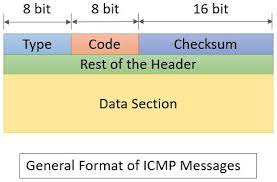 8 bit 8 bit 16 bit
Type Code Checksum
Rest of the Header
Data Section
General Format of ICMP Messages